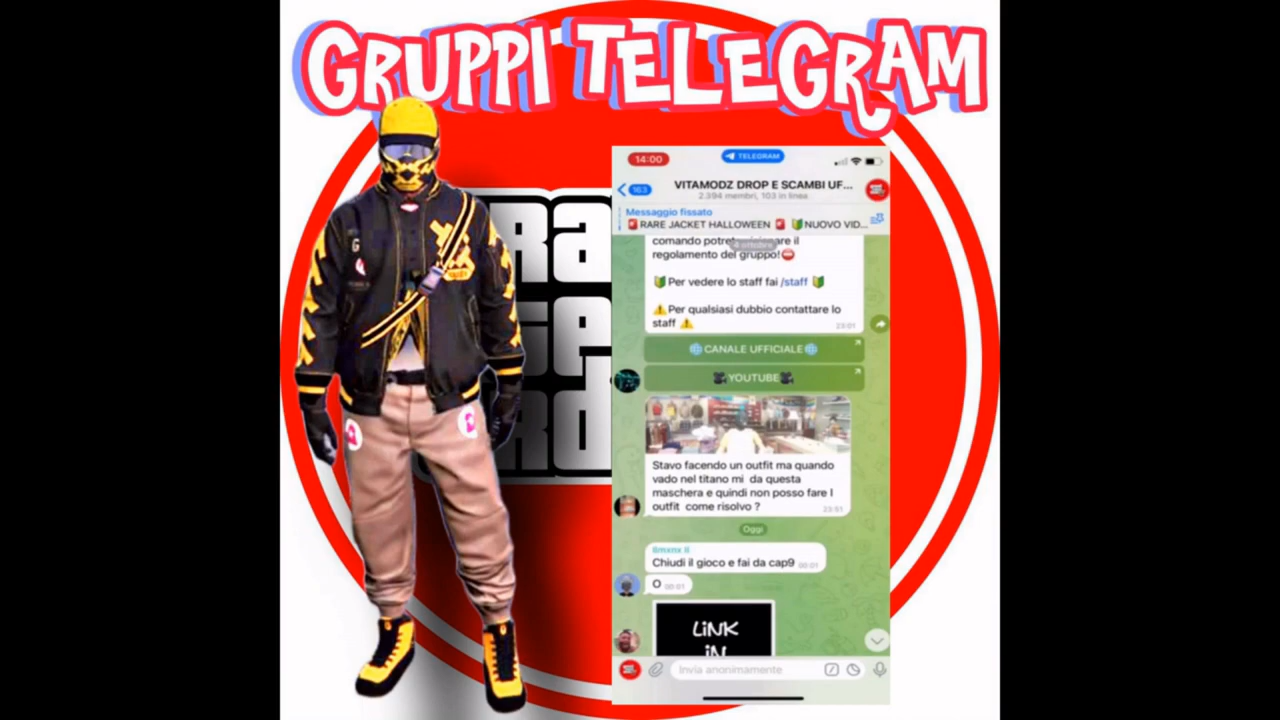 GRUPPI TELEGRAM
14:00
TELEGRAM
163
VITAMODZ DROP E SCAMBI UF...
2.394 membri, 103 in linea
Messaggio fissato
🚨RARE JACKET HALLOWEEN 🚨 🔰NUOVO VID...
regolamento del gruppo!⛔
🔰Per vedere lo staff fai /staff 🔰
⚠️Per qualsiasi dubbio contattare lo
staff ⚠️
23:01
🌐CANALE UFFICIALE🌐
🎥YOUTUBE🎥
Stavo facendo un outfit ma quando
vado nel titano mi da questa
maschera e quindi non posso fare l
outfit come risolvo ?
23:51
Oggi
Chiudi il gioco e fai da cap9 00:01
O 00:01
LiNK
iN
Invia anonimamente